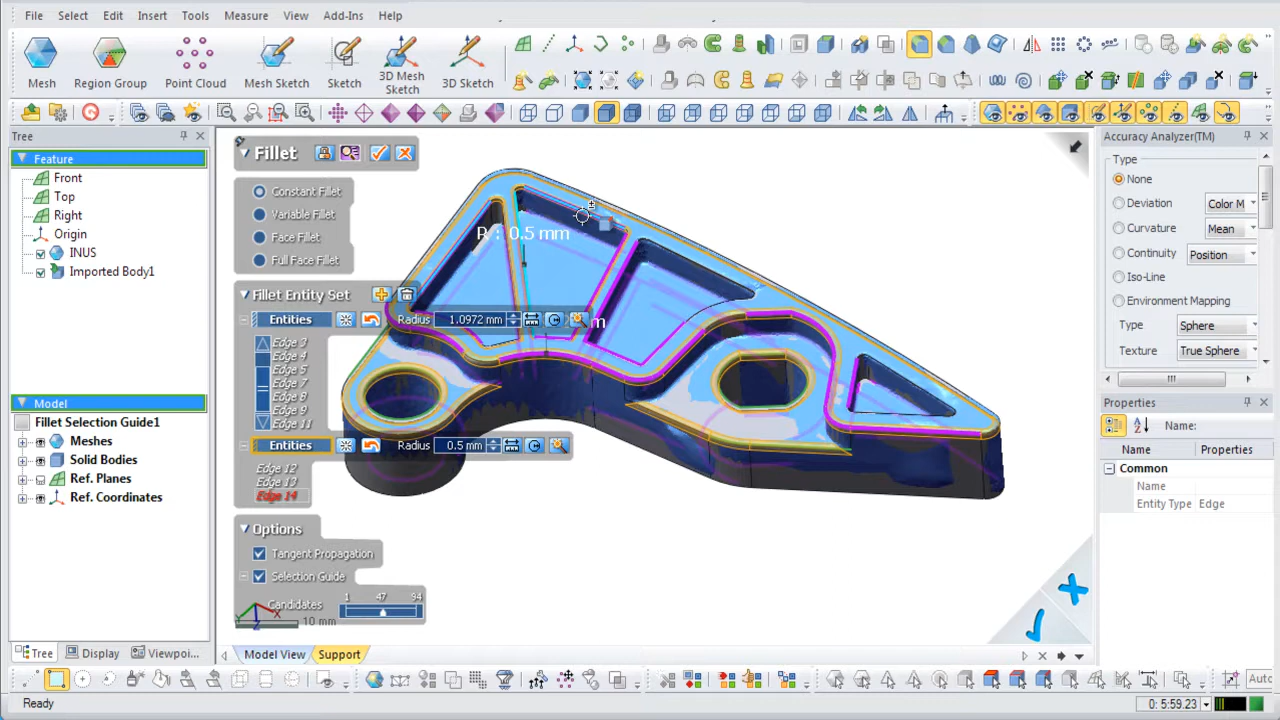 File Select Edit Insert Tools Measure View Add-Ins Help
Mesh Region Group Point Cloud Mesh Sketch Sketch 3D Mesh Sketch 3D Sketch
Tree
Feature
Front
Top
Right
Origin
INUS
Imported Body1
Model
Fillet Selection Guide1
Meshes
Solid Bodies
Ref. Planes
Ref. Coordinates
Tree Display Viewpoi...
Fillet
Constant Fillet
Variable Fillet
Face Fillet
Full Face Fillet
Fillet Entity Set
Entities Radius 1.0972 mm
Edge 3
Edge 4
Edge 5
Edge 7
Edge 8
Edge 9
Edge 11
Entities Radius 0.5 mm
Edge 12
Edge 13
Edge 14
Options
Tangent Propagation
Selection Guide
Candidates 1 47 94
10 mm
R : 0.5 mm
m
Model View Support
Accuracy Analyzer(TM)
Type
None
Deviation Color M
Curvature Mean
Continuity Position
Iso-Line
Environment Mapping
Type Sphere
Texture True Sphere
Properties
Name:
Name Properties
Common
Name
Entity Type Edge
Auto
Ready
0: 5:59.23